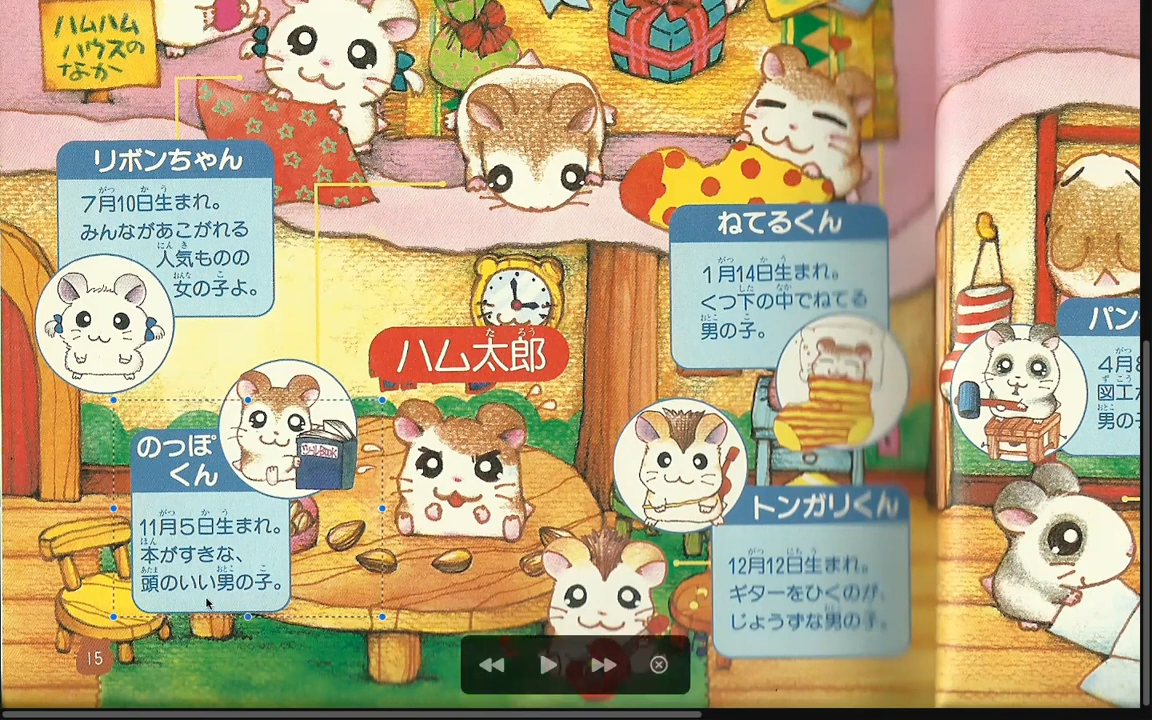 ハムハム
ハウスの
なか
リボンちゃん
7月10日生まれ。
みんながあこがれる
人気ものの
女の子よ。
ねてるくん
1月14日生まれ。
くつ下の中でねてる
男の子。
ハム太郎
パン
4月8
図工
男の子
のっぽ
くん
11月5日生まれ。
本がすきな、
頭のいい男の子。
トンガリくん
12月12日生まれ。
ギターをひくのが、
じょうずな男の子。
15